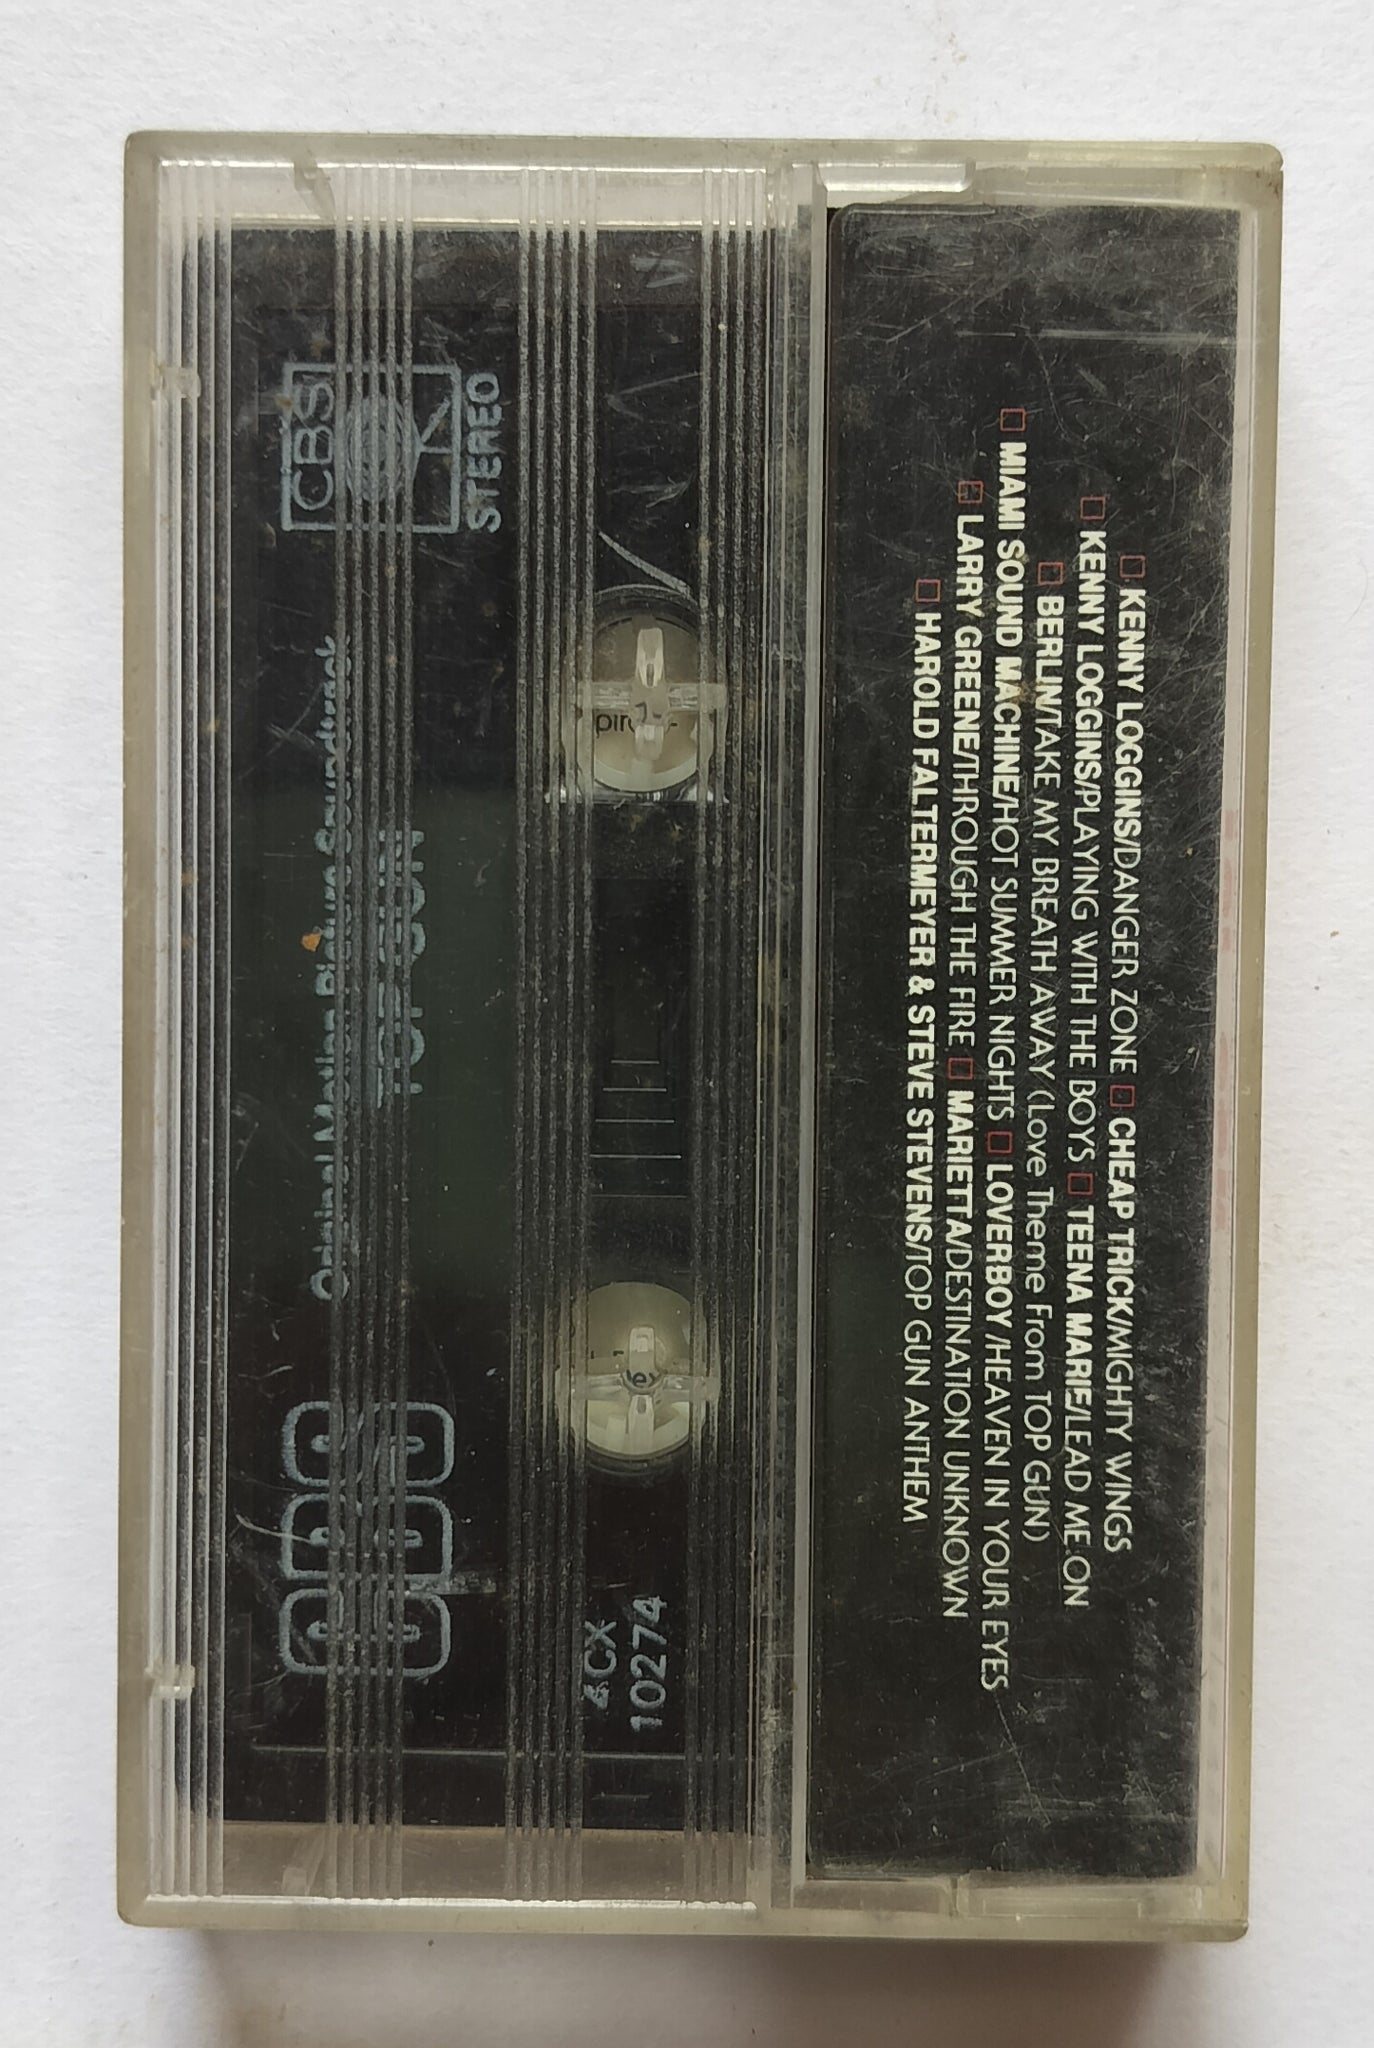 □ KENNY LOGGINS/DANGER ZONE □ CHEAP TRICK/MIGHTY WINGS
□ KENNY LOGGINS/PLAYING WITH THE BOYS □ TEENA MARIE/LEAD ME ON
□ BERLIN/TAKE MY BREATH AWAY (Love Theme From TOP GUN)
□ MIAMI SOUND MACHINE/HOT SUMMER NIGHTS □ LOVERBOY/HEAVEN IN YOUR EYES
□ LARRY GREENE/THROUGH THE FIRE □ MARIETTA/DESTINATION UNKNOWN
□ HAROLD FALTERMEYER & STEVE STEVENS/TOP GUN ANTHEM
CBS
STEREO
Original Motion Picture Soundtrack
TOP GUN
4CX
10274